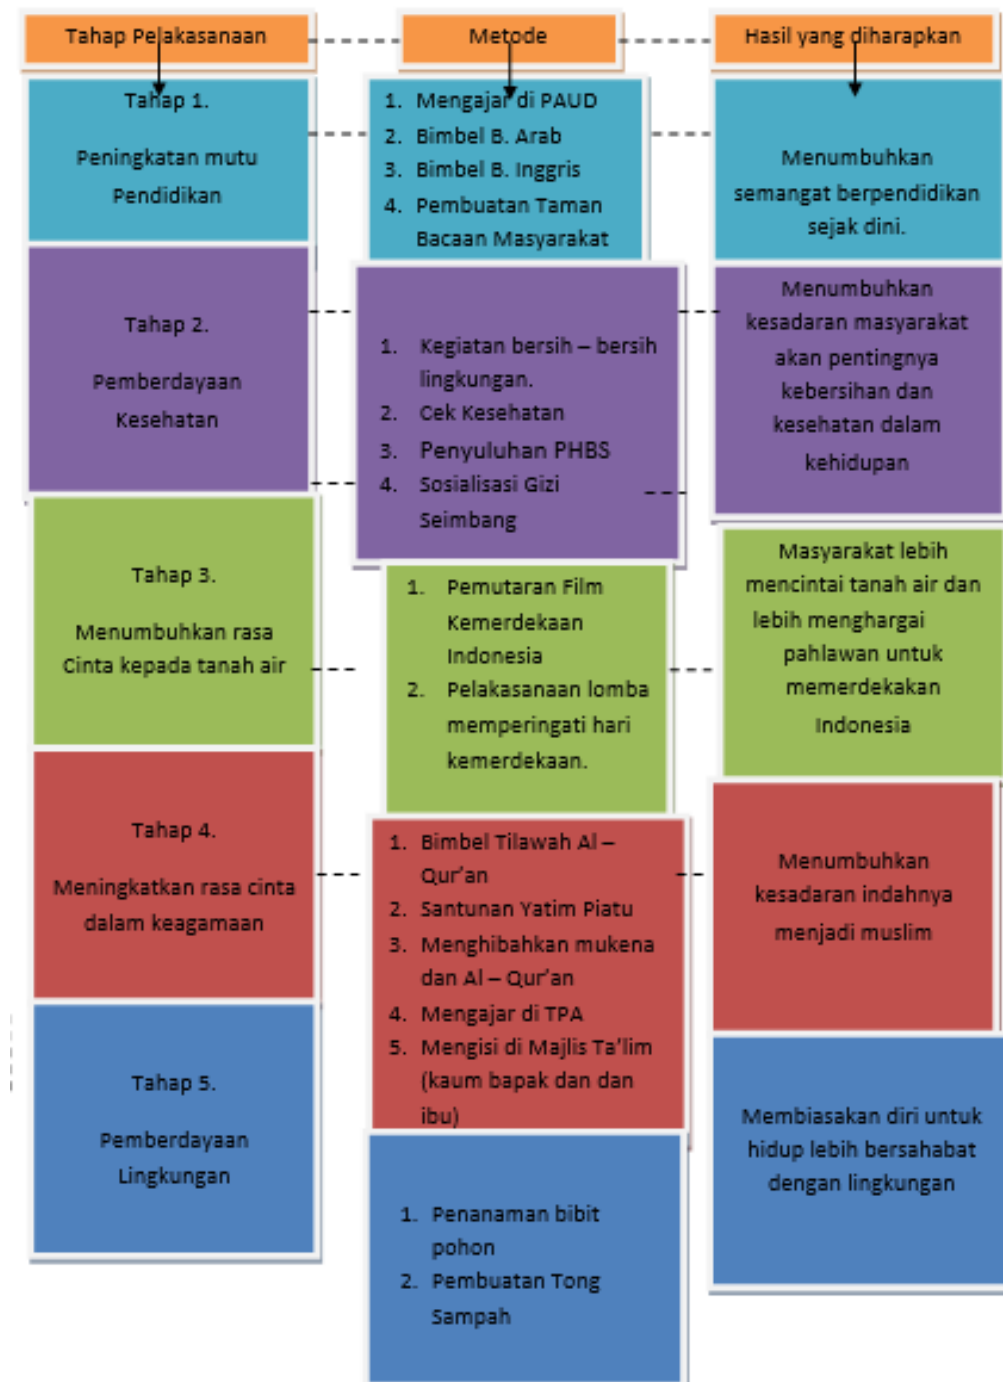 Tahap Pelakasanaan
Metode
Hasil yang diharapkan
Tahap 1.
Peningkatan mutu
Pendidikan
1. Mengajar di PAUD
2. Bimbel B. Arab
3. Bimbel B. Inggris
4. Pembuatan Taman
Bacaan Masyarakat
Menumbuhkan
semangat berpendidikan
sejak dini.
Tahap 2.
Pemberdayaan
Kesehatan
1. Kegiatan bersih – bersih
lingkungan.
2. Cek Kesehatan
3. Penyuluhan PHBS
4. Sosialisasi Gizi
Seimbang
Menumbuhkan
kesadaran masyarakat
akan pentingnya
kebersihan dan
kesehatan dalam
kehidupan
Tahap 3.
Menumbuhkan rasa
Cinta kepada tanah air
1. Pemutaran Film
Kemerdekaan
Indonesia
2. Pelakasanaan lomba
memperingati hari
kemerdekaan.
Masyarakat lebih
mencintai tanah air dan
lebih menghargai
pahlawan untuk
memerdekakan
Indonesia
Tahap 4.
Meningkatkan rasa cinta
dalam keagamaan
1. Bimbel Tilawah Al –
Qur’an
2. Santunan Yatim Piatu
3. Menghibahkan mukena
dan Al – Qur’an
4. Mengajar di TPA
5. Mengisi di Majlis Ta’lim
(kaum bapak dan dan
ibu)
Menumbuhkan
kesadaran indahnya
menjadi muslim
Tahap 5.
Pemberdayaan
Lingkungan
1. Penanaman bibit
pohon
2. Pembuatan Tong
Sampah
Membiasakan diri untuk
hidup lebih bersahabat
dengan lingkungan